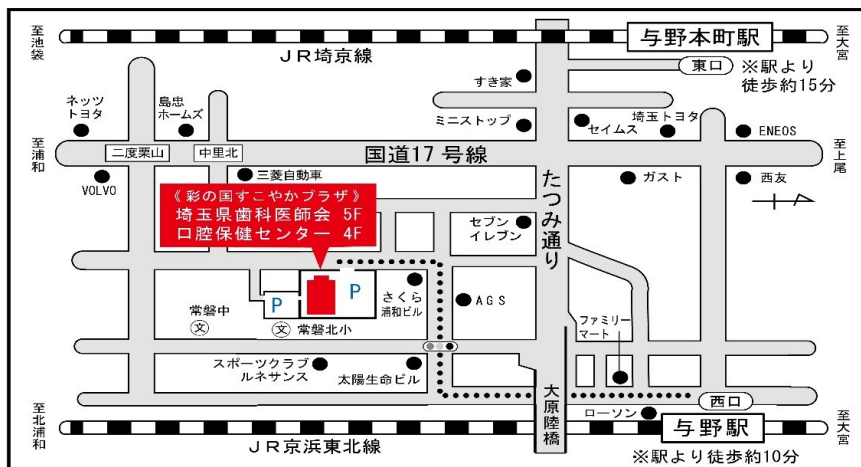 至池袋
JR埼京線
与野本町駅
至大宮
東口
※駅より
徒歩約15分
すき家
ネッツ
トヨタ
島忠
ホームズ
ミニストップ
セイムス
埼玉トヨタ
ENEOS
至浦和
二度栗山
中里北
国道17号線
至上尾
VOLVO
三菱自動車
たつみ通り
ガスト
西友
《彩の国すこやかプラザ》
埼玉県歯科医師会 5F
口腔保健センター 4F
セブン
イレブン
P
P
さくら
浦和ビル
AGS
常磐中
文
文
常磐北小
ファミリー
マート
スポーツクラブ
ルネサンス
太陽生命ビル
大原陸橋
西口
ローソン
至北浦和
JR京浜東北線
与野駅
至大宮
※駅より徒歩約10分